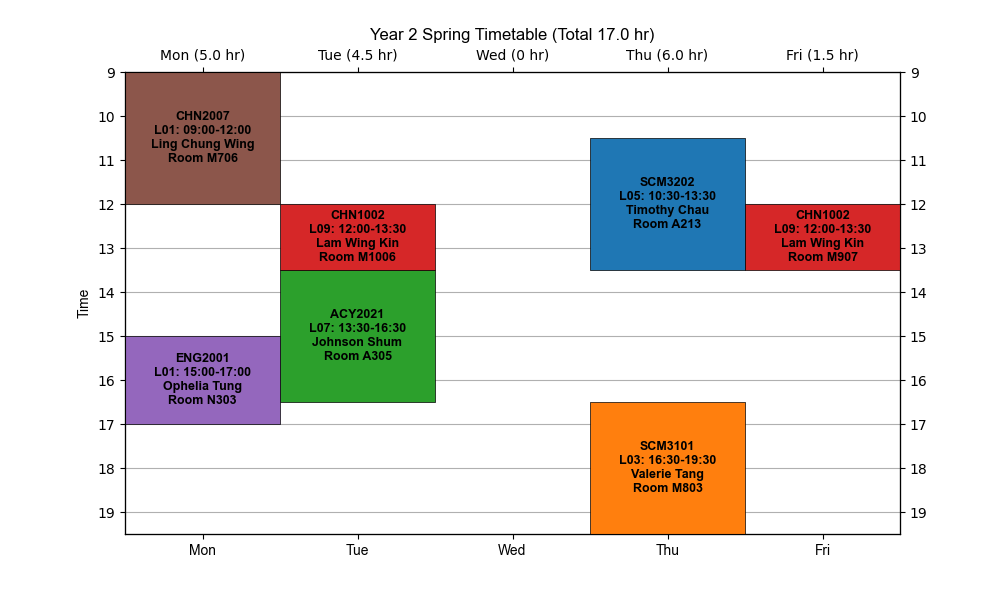 Year 2 Spring Timetable (Total 17.0 hr)
Mon (5.0 hr) Tue (4.5 hr) Wed (0 hr) Thu (6.0 hr) Fri (1.5 hr)
9 9
10 10
11 11
12 12
13 13
14 14
15 15
16 16
17 17
18 18
19 19
Time
CHN2007
L01: 09:00-12:00
Ling Chung Wing
Room M706
ENG2001
L01: 15:00-17:00
Ophelia Tung
Room N303
CHN1002
L09: 12:00-13:30
Lam Wing Kin
Room M1006
ACY2021
L07: 13:30-16:30
Johnson Shum
Room A305
SCM3202
L05: 10:30-13:30
Timothy Chau
Room A213
SCM3101
L03: 16:30-19:30
Valerie Tang
Room M803
CHN1002
L09: 12:00-13:30
Lam Wing Kin
Room M907
Mon Tue Wed Thu Fri